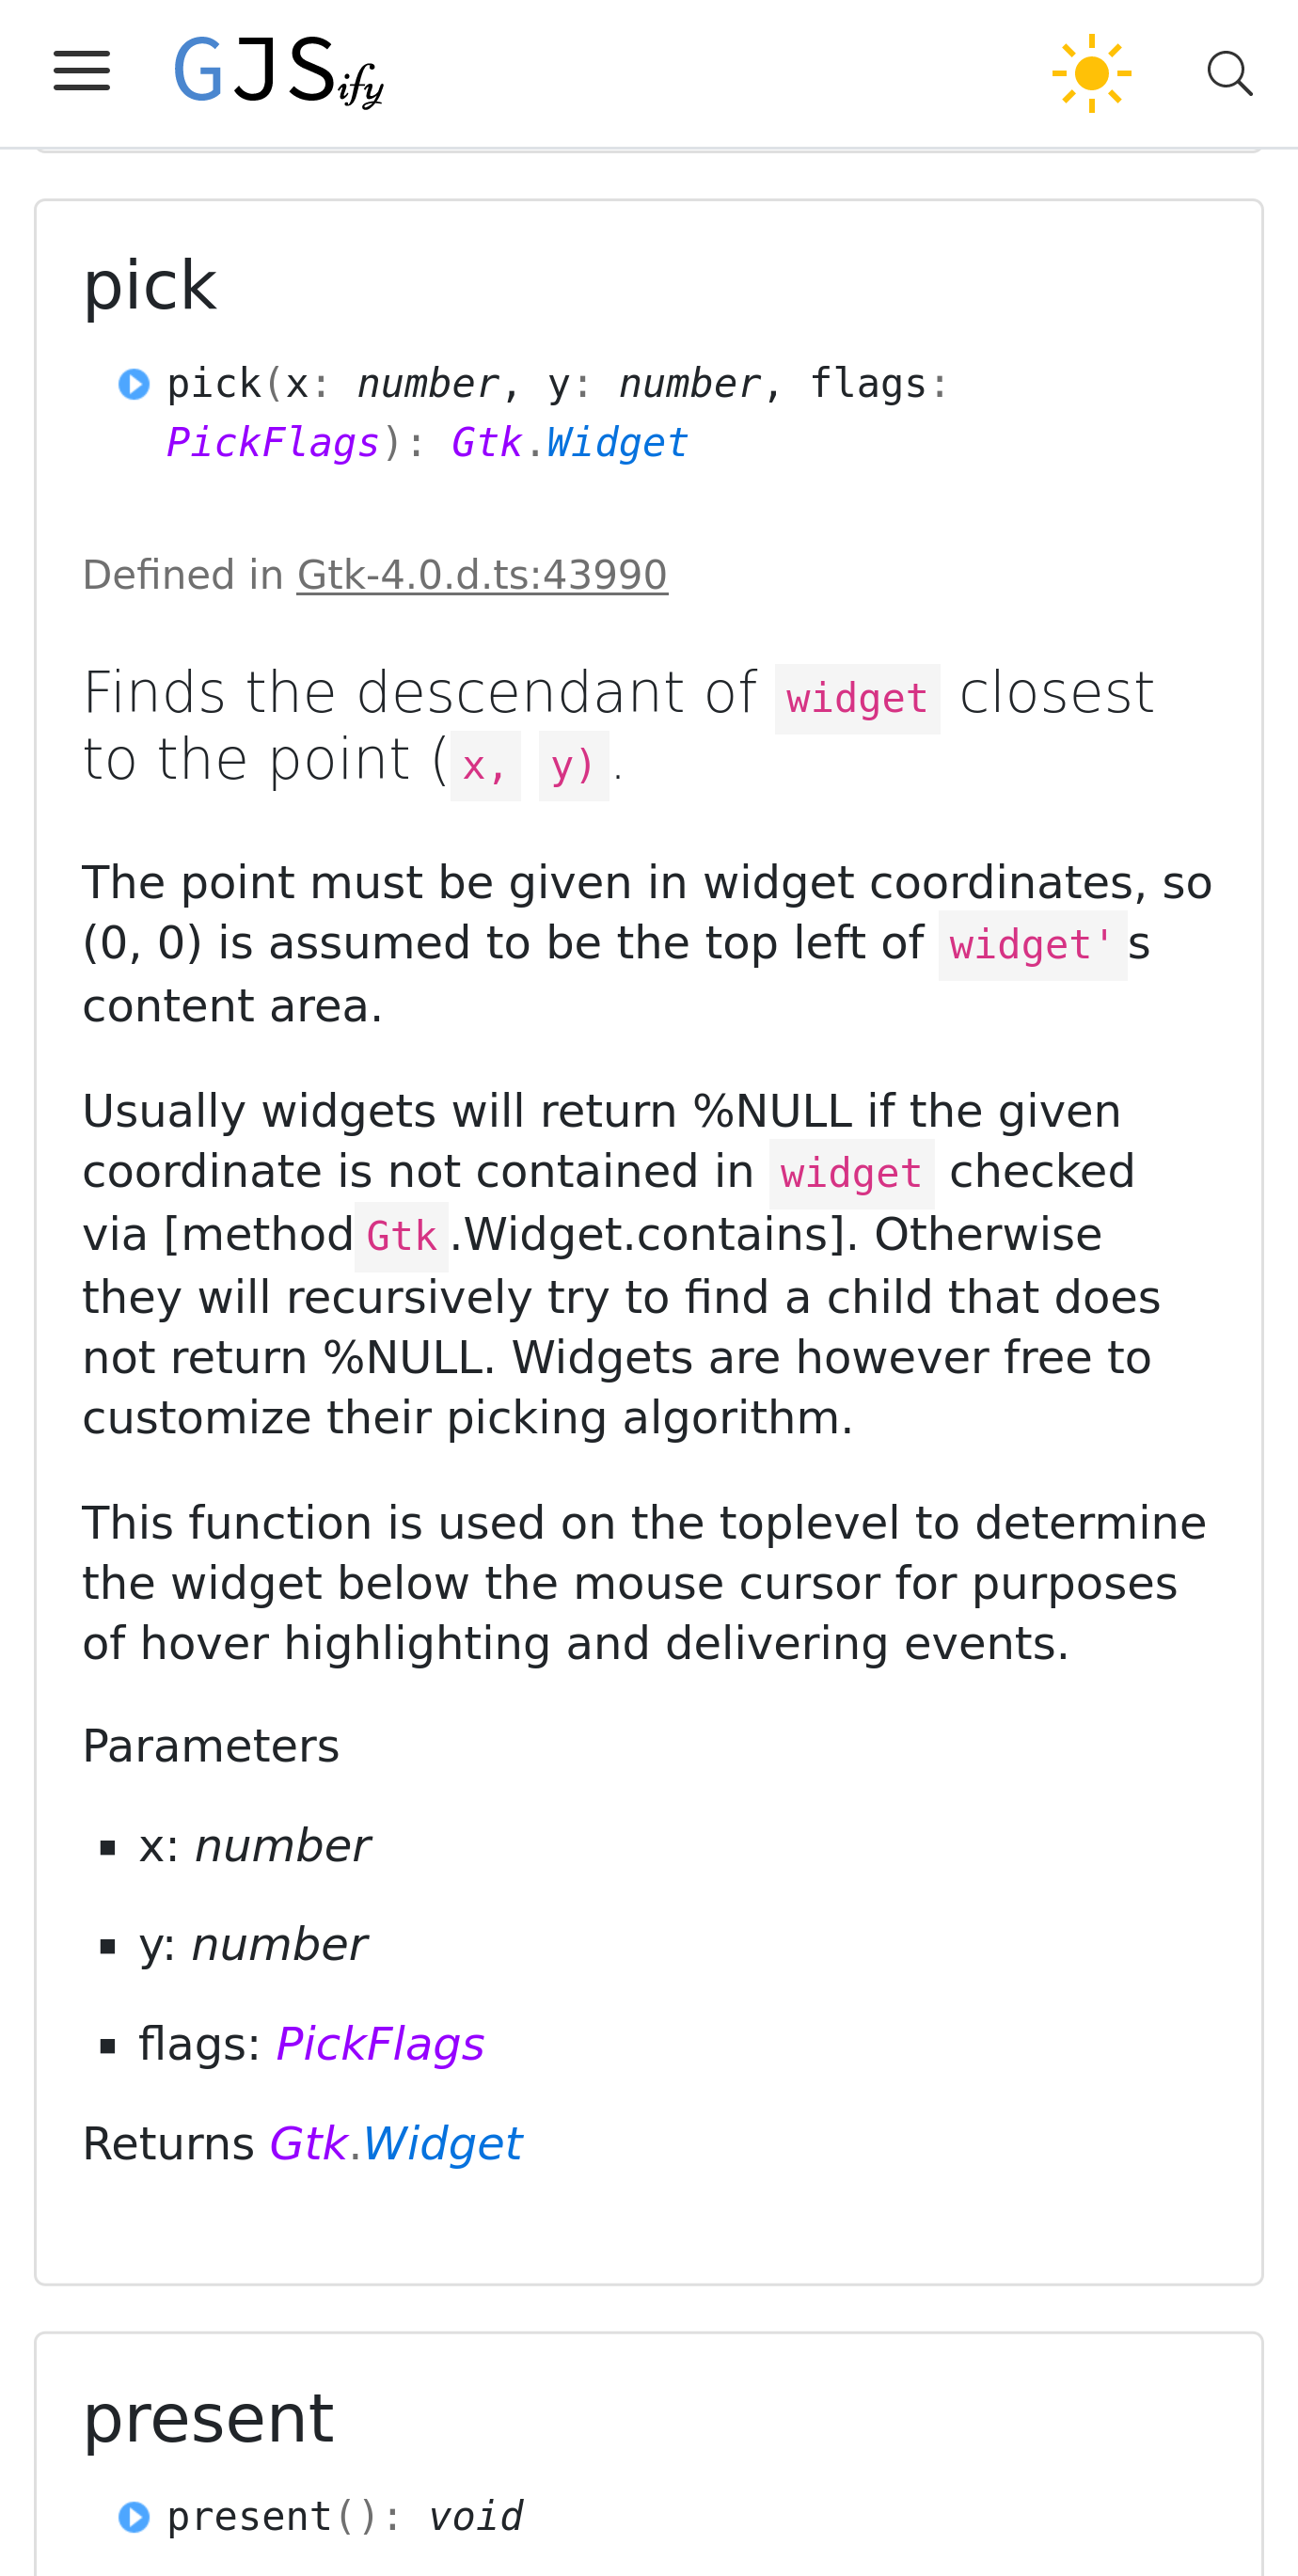 GJSify
pick
pick(x: number, y: number, flags:
PickFlags): Gtk.Widget
Defined in Gtk-4.0.d.ts:43990
Finds the descendant of widget closest
to the point (x, y).
The point must be given in widget coordinates, so
(0, 0) is assumed to be the top left of widget's
content area.
Usually widgets will return %NULL if the given
coordinate is not contained in widget checked
via [methodGtk.Widget.contains]. Otherwise
they will recursively try to find a child that does
not return %NULL. Widgets are however free to
customize their picking algorithm.
This function is used on the toplevel to determine
the widget below the mouse cursor for purposes
of hover highlighting and delivering events.
Parameters
x: number
y: number
flags: PickFlags
Returns Gtk.Widget
present
present(): void